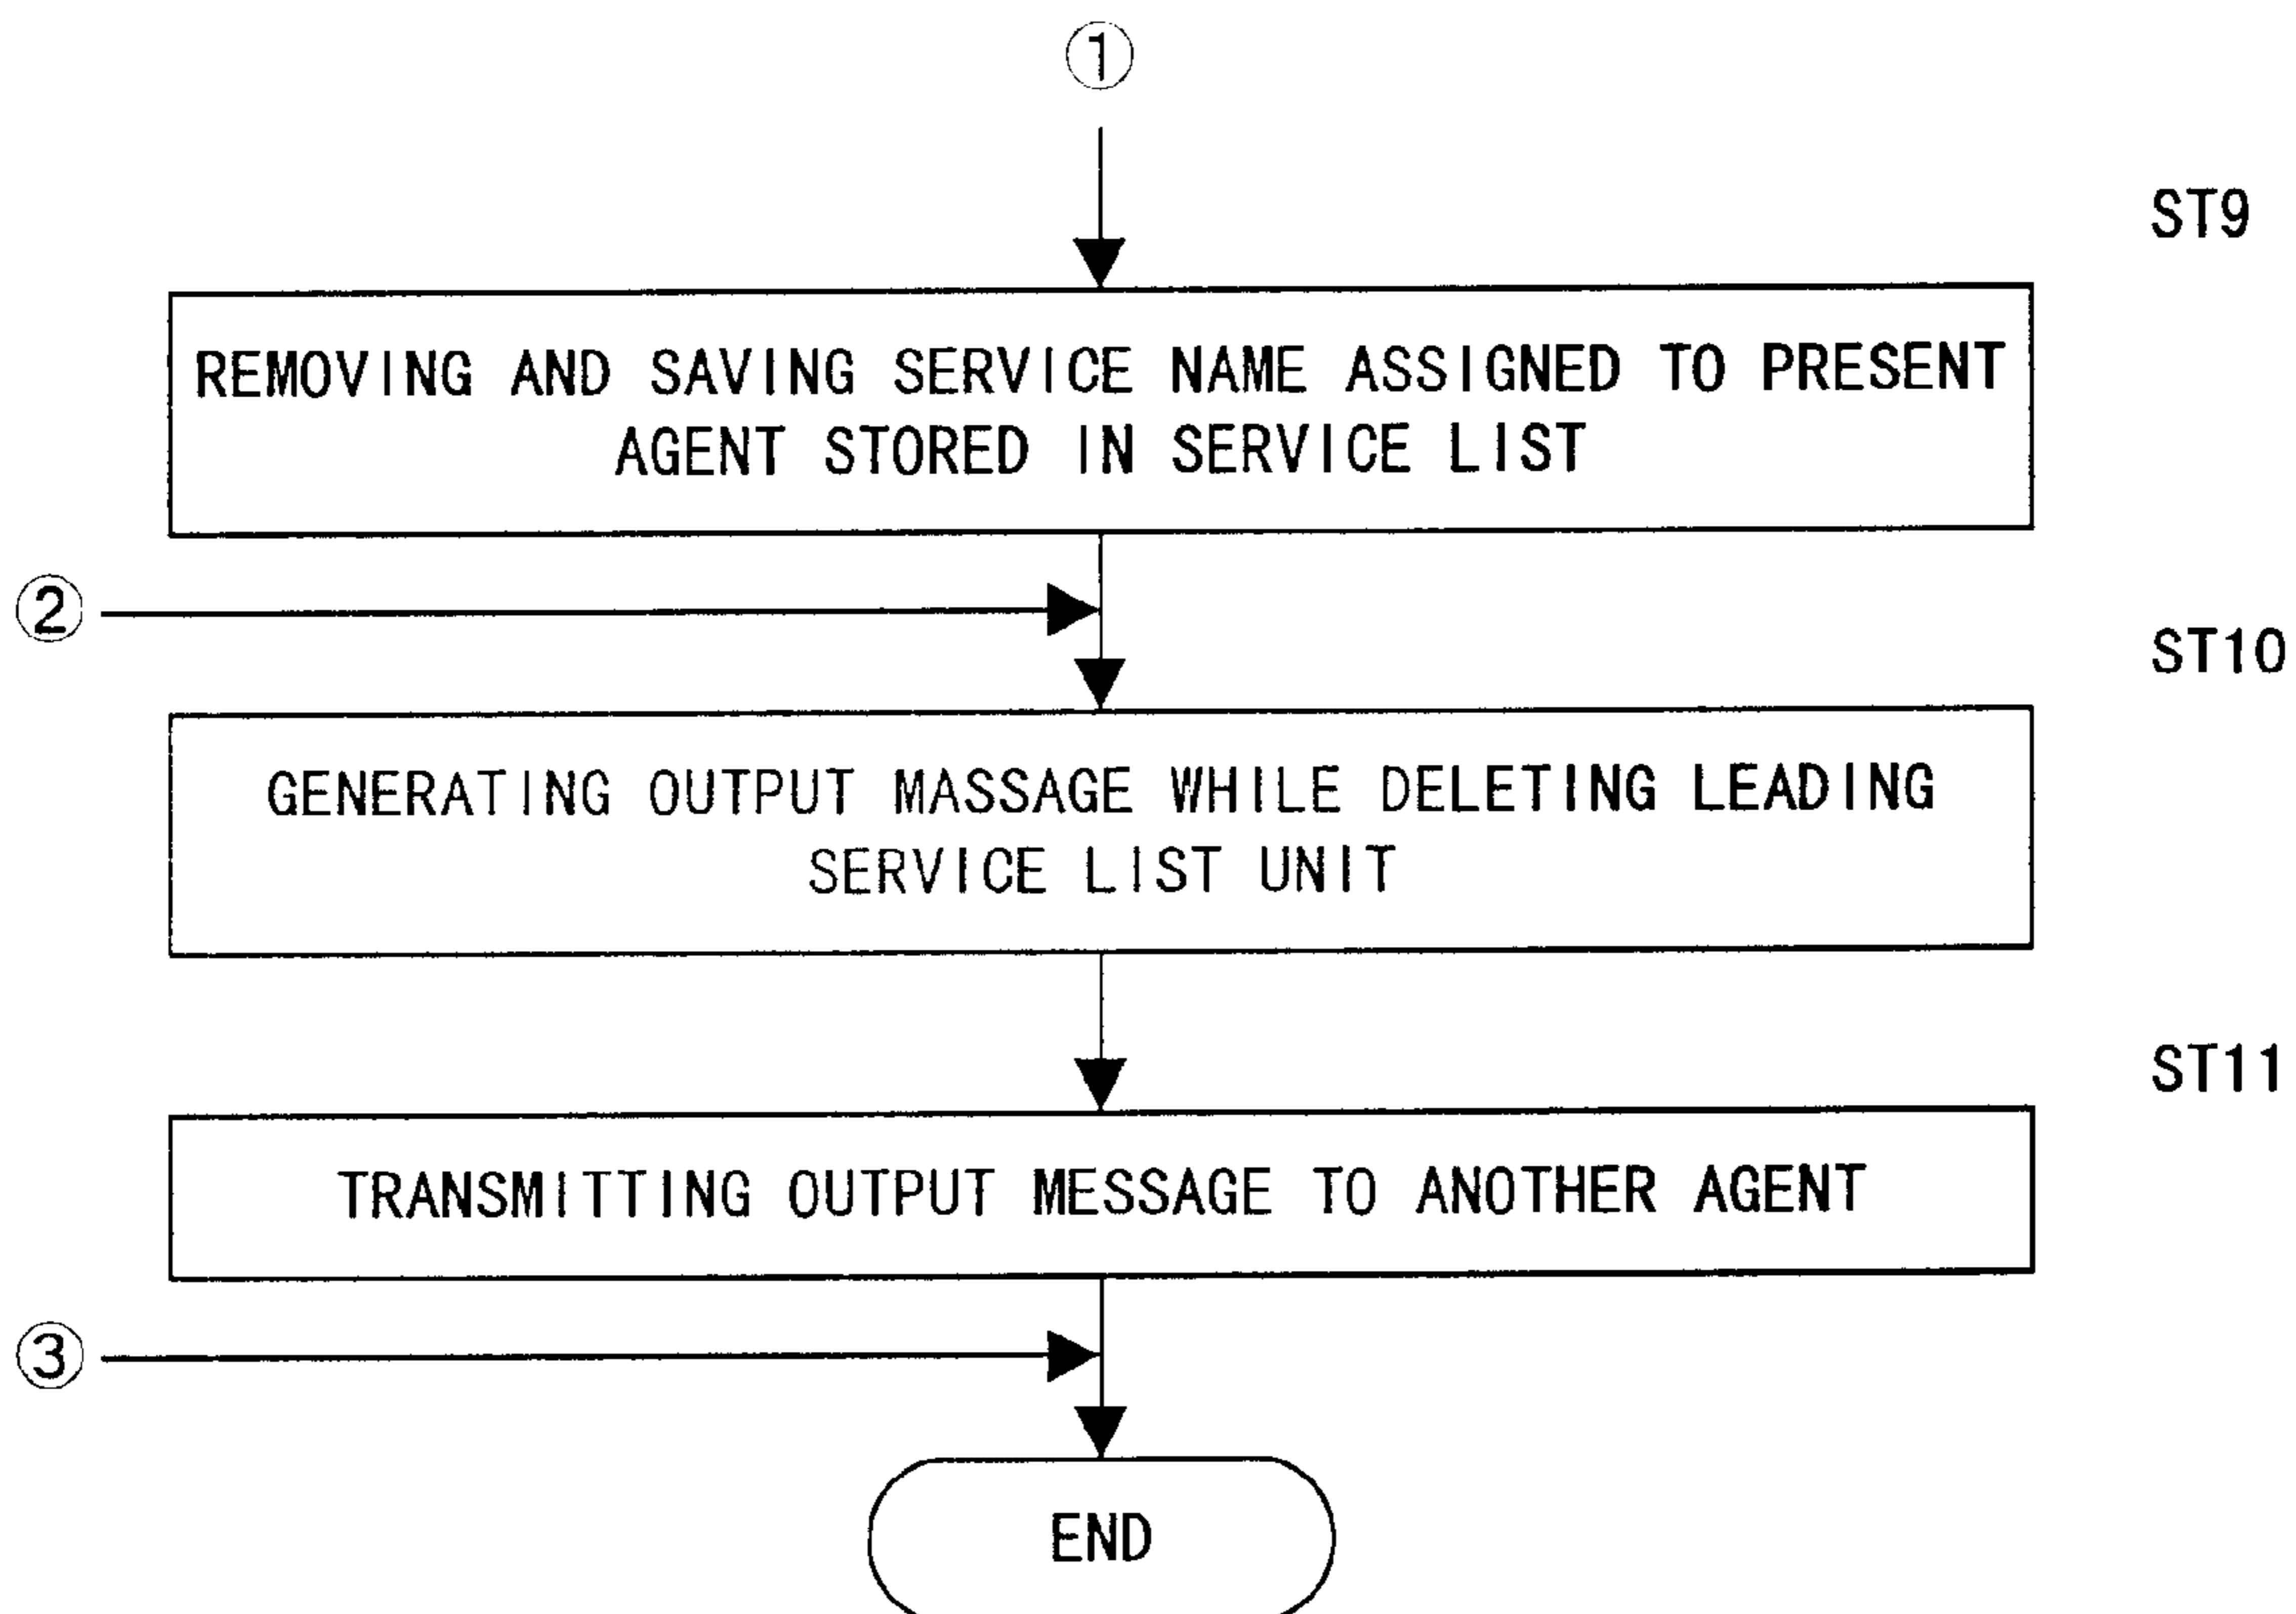 ①
ST9
REMOVING AND SAVING SERVICE NAME ASSIGNED TO PRESENT
AGENT STORED IN SERVICE LIST
②
ST10
GENERATING OUTPUT MASSAGE WHILE DELETING LEADING
SERVICE LIST UNIT
ST11
TRANSMITTING OUTPUT MESSAGE TO ANOTHER AGENT
③
END